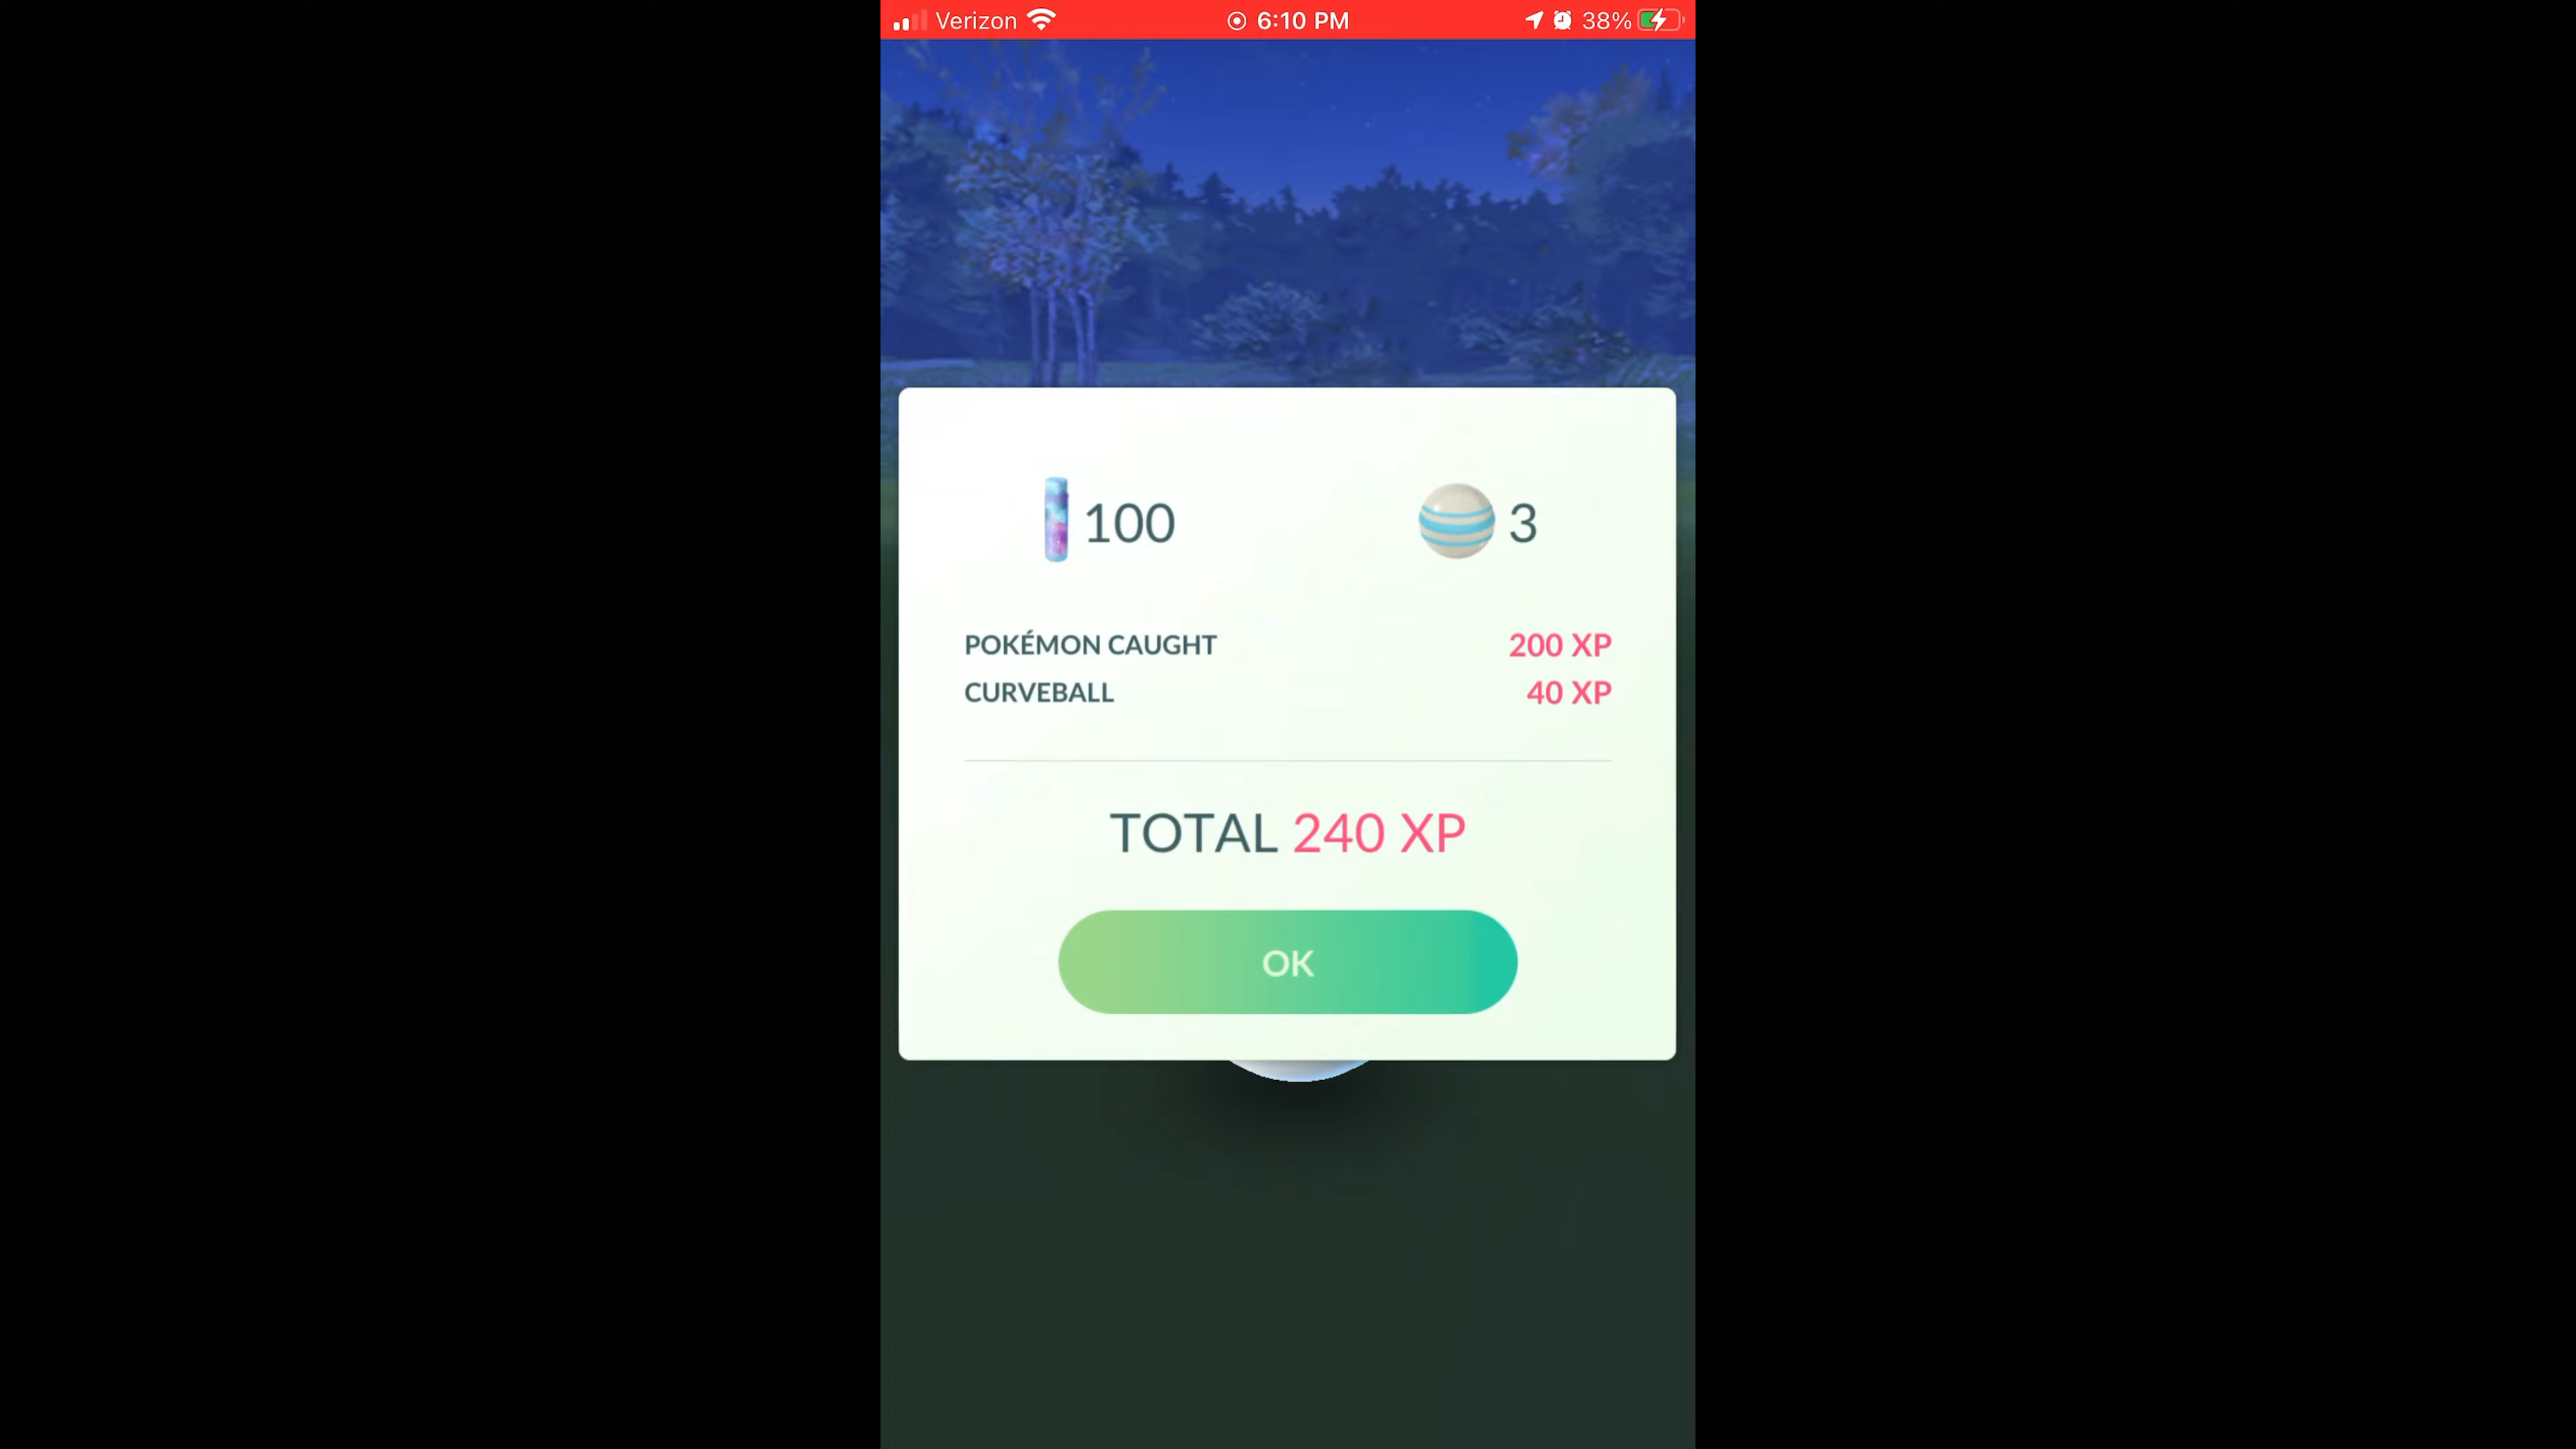 Verizon 6:10 PM 38%
100 3
POKÉMON CAUGHT 200 XP
CURVEBALL 40 XP
TOTAL 240 XP
OK